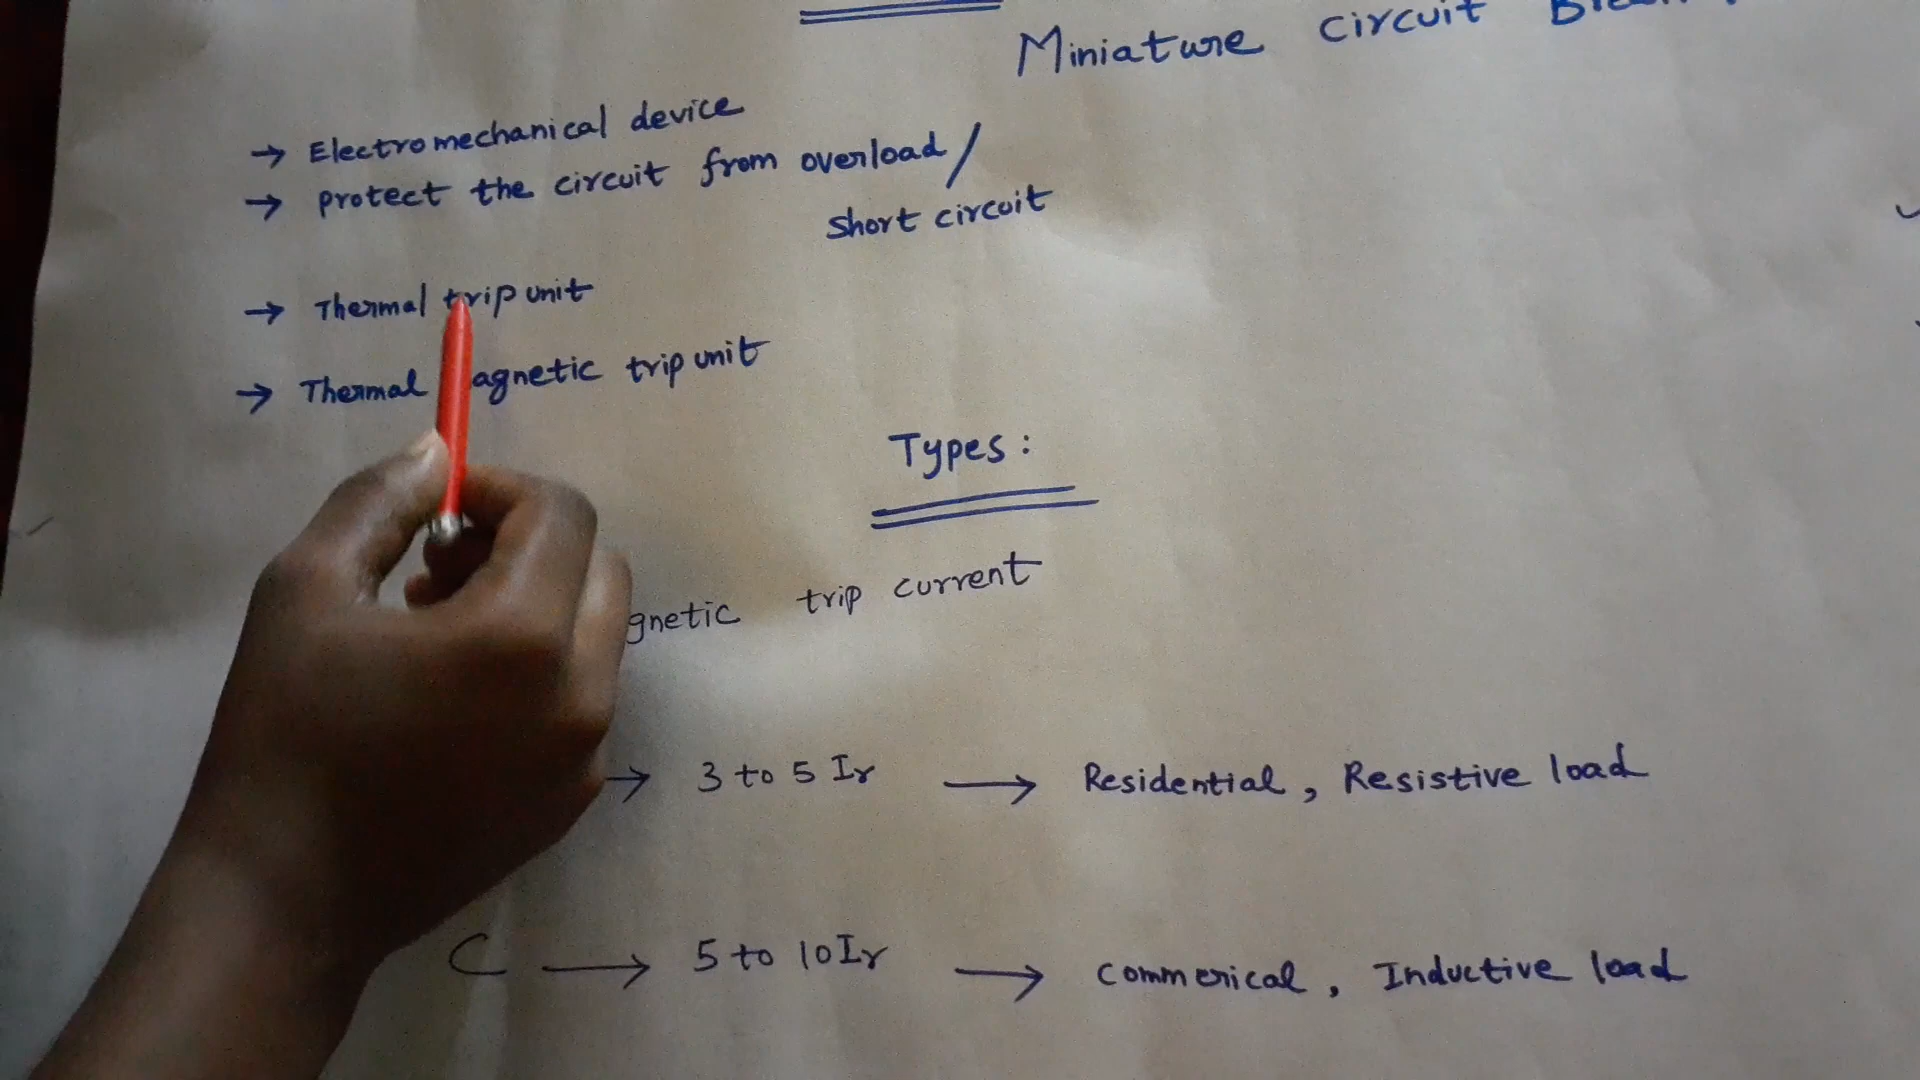 Miniature Circuit
→ Electromechanical device
→ protect the circuit from overload/
short circuit
→ Thermal trip unit
→ Thermal agnetic trip unit
Types:
gnetic trip current
→ 3 to 5 Ir → Residential, Resistive load
C → 5 to 10 Ir → Commerical, Inductive load